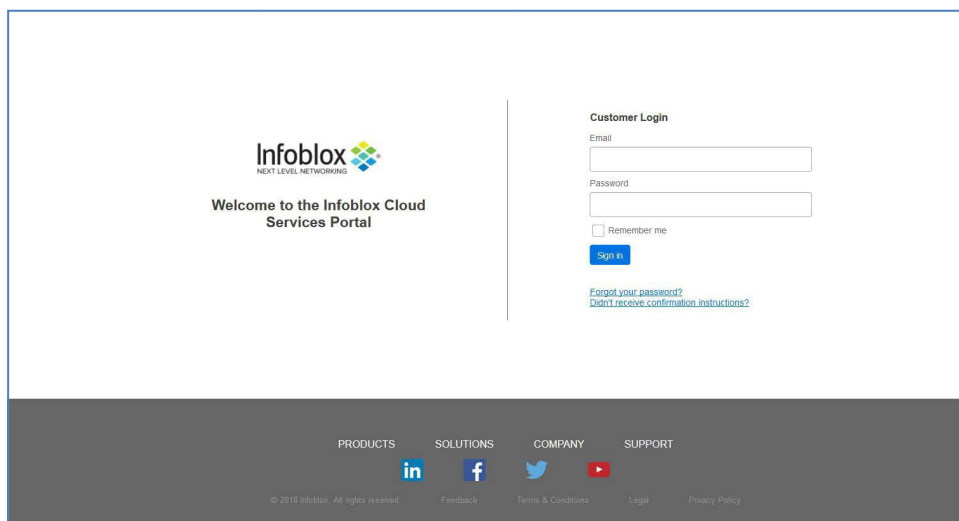 Infoblox
NEXT LEVEL NETWORKING
Welcome to the Infoblox Cloud
Services Portal
Customer Login
Email
Password
Remember me
Sign in
Forgot your password?
Didn't receive confirmation instructions?
PRODUCTS SOLUTIONS COMPANY SUPPORT
in f
© 2018 Infoblox. All rights reserved. Feedback Terms & Conditions Legal Privacy Policy